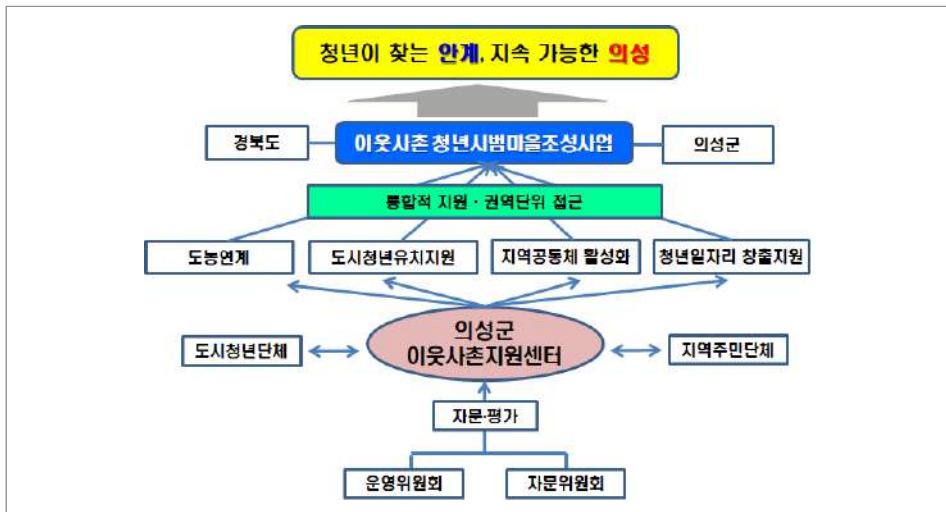 청년이 찾는 안계, 지속 가능한 의성
경북도
이웃사촌 청년시범마을조성사업
의성군
통합적 지원 · 권역단위 접근
도농연계
도시청년유치지원
지역공동체 활성화
청년일자리 창출지원
의성군
이웃사촌지원센터
도시청년단체
지역주민단체
자문·평가
운영위원회
자문위원회